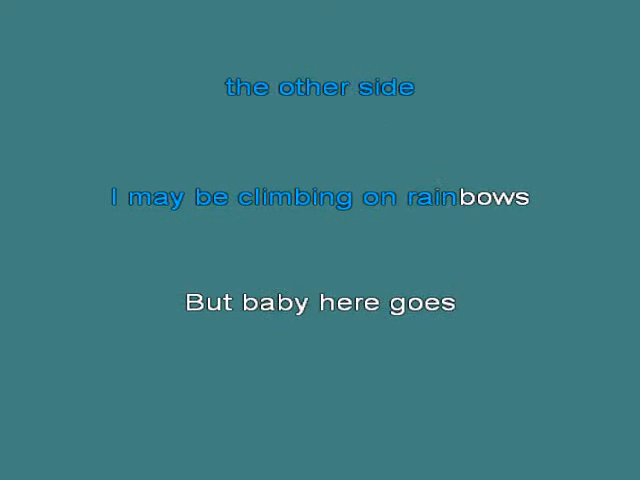 the other side
I may be climbing on rainbows
But baby here goes